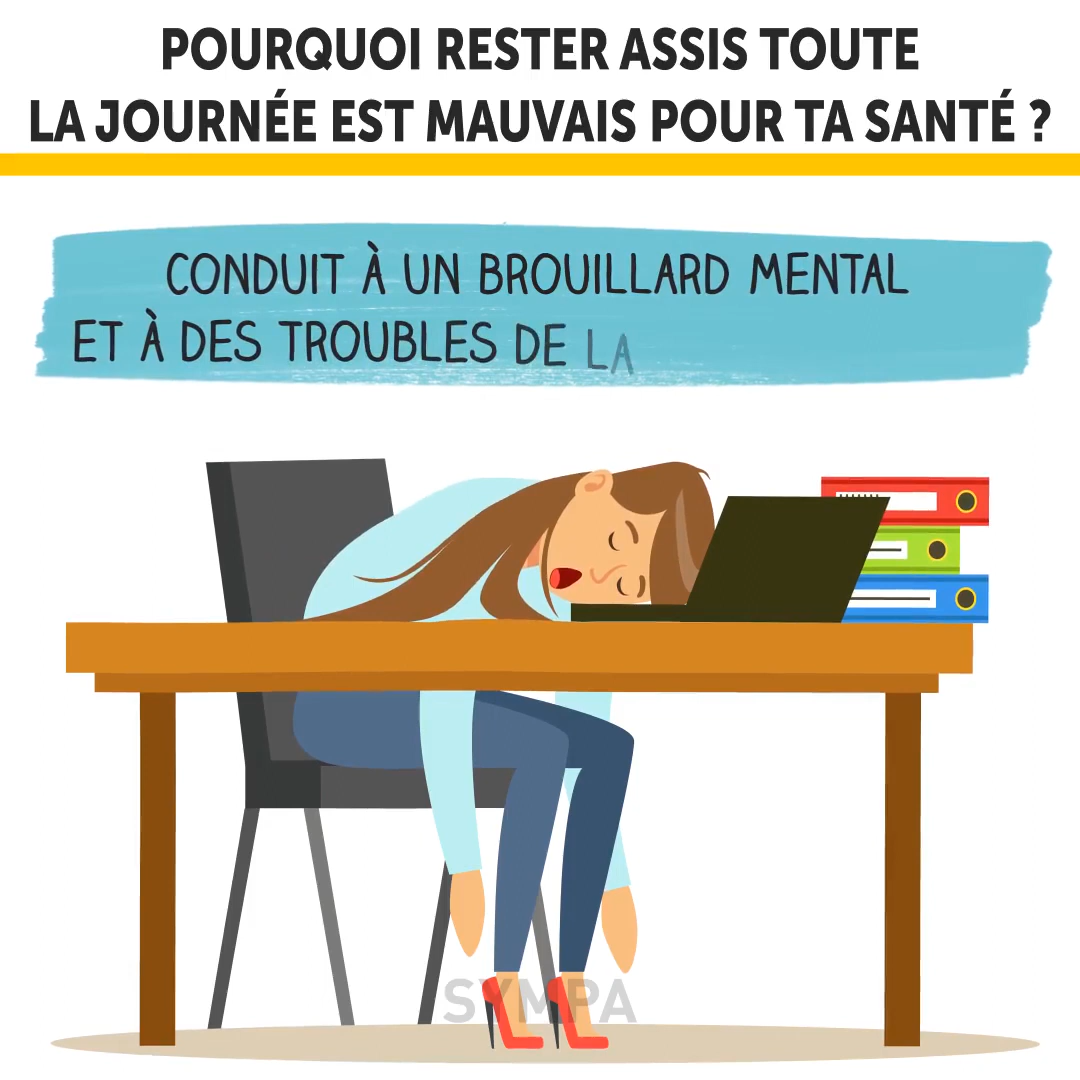 POURQUOI RESTER ASSIS TOUTE
LA JOURNÉE EST MAUVAIS POUR TA SANTÉ ?
CONDUIT À UN BROUILLARD MENTAL
ET À DES TROUBLES DE LA
SYMPA